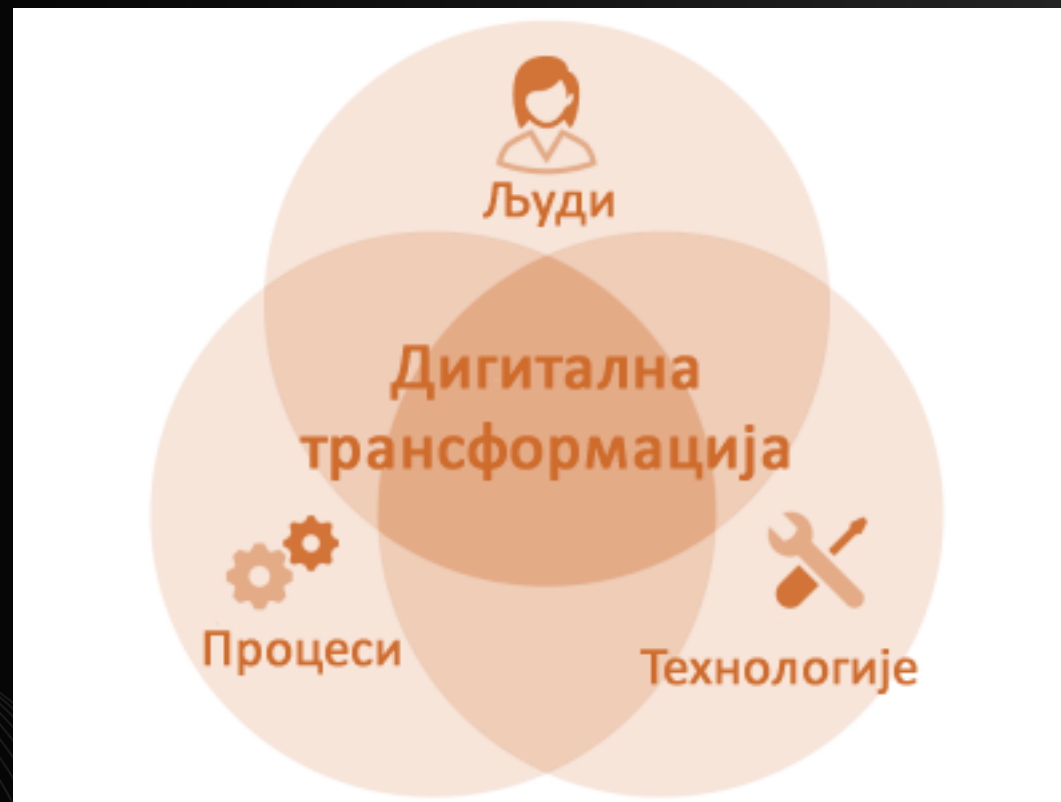 Људи
Дигитална
трансформација
Процеси
Технологије